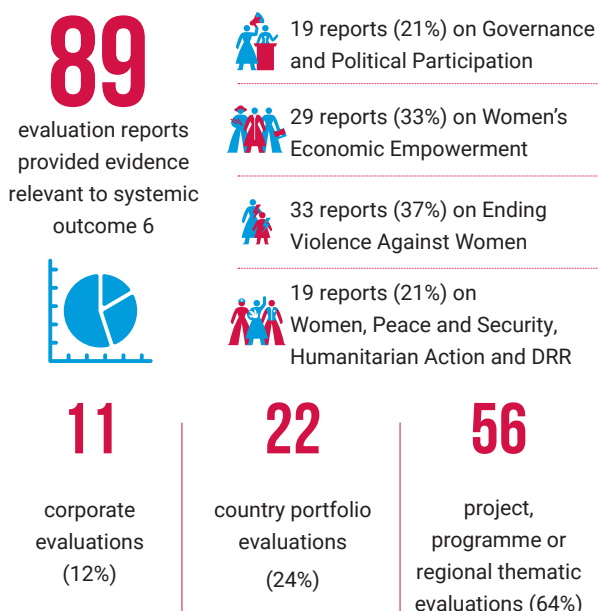 89
evaluation reports
provided evidence
relevant to systemic
outcome 6
19 reports (21%) on Governance
and Political Participation
29 reports (33%) on Women’s
Economic Empowerment
33 reports (37%) on Ending
Violence Against Women
19 reports (21%) on
Women, Peace and Security,
Humanitarian Action and DRR
11
corporate
evaluations
(12%)
22
country portfolio
evaluations
(24%)
56
project,
programme or
regional thematic
evaluations (64%)